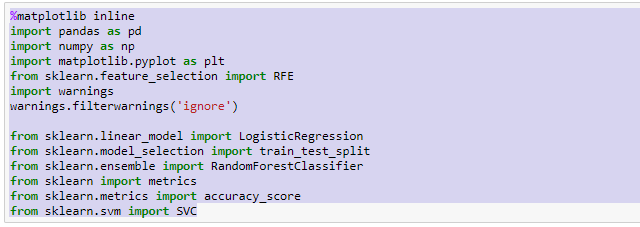 %matplotlib inline
import pandas as pd
import numpy as np
import matplotlib.pyplot as plt
from sklearn.feature_selection import RFE
import warnings
warnings.filterwarnings('ignore')
from sklearn.linear_model import LogisticRegression
from sklearn.model_selection import train_test_split
from sklearn.ensemble import RandomForestClassifier
from sklearn import metrics
from sklearn.metrics import accuracy_score
from sklearn.svm import SVC